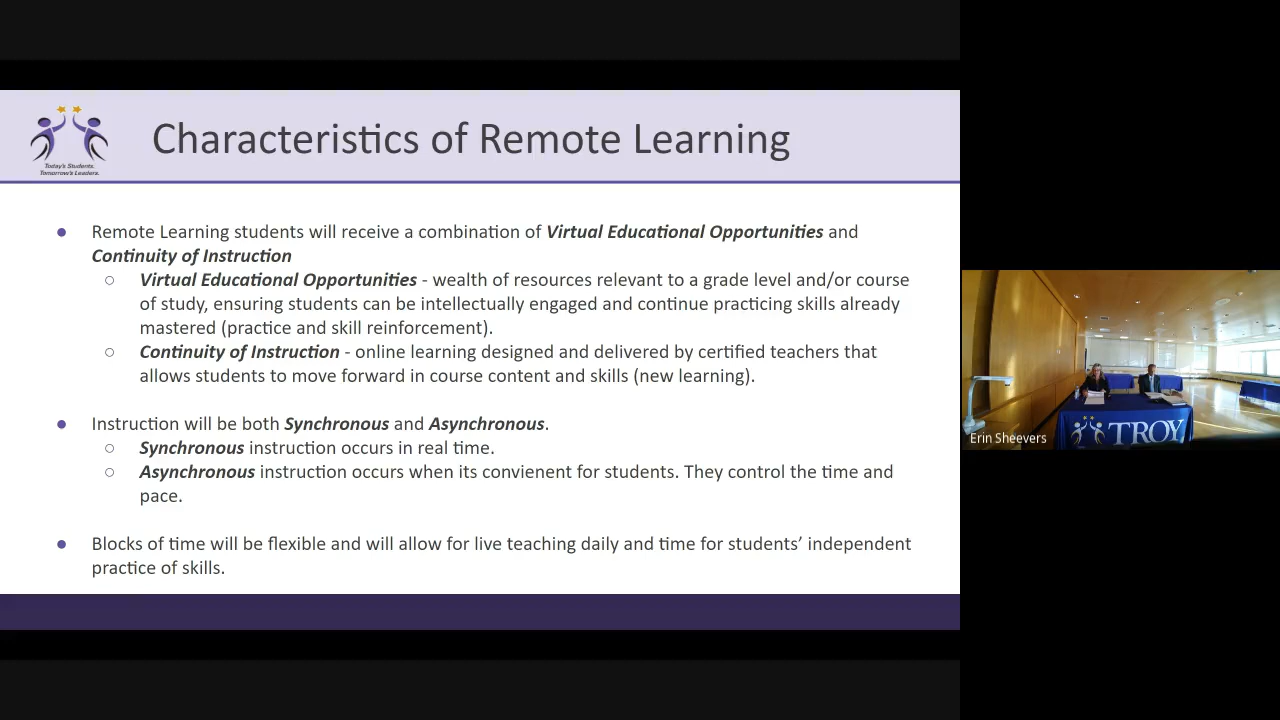 Today's Students.
Tomorrow's Leaders.
Characteristics of Remote Learning
● Remote Learning students will receive a combination of Virtual Educational Opportunities and
Continuity of Instruction
○ Virtual Educational Opportunities - wealth of resources relevant to a grade level and/or course
of study, ensuring students can be intellectually engaged and continue practicing skills already
mastered (practice and skill reinforcement).
○ Continuity of Instruction - online learning designed and delivered by certified teachers that
allows students to move forward in course content and skills (new learning).
● Instruction will be both Synchronous and Asynchronous.
○ Synchronous instruction occurs in real time.
○ Asynchronous instruction occurs when its convienent for students. They control the time and
pace.
● Blocks of time will be flexible and will allow for live teaching daily and time for students' independent
practice of skills.
TROY
Erin Sheevers